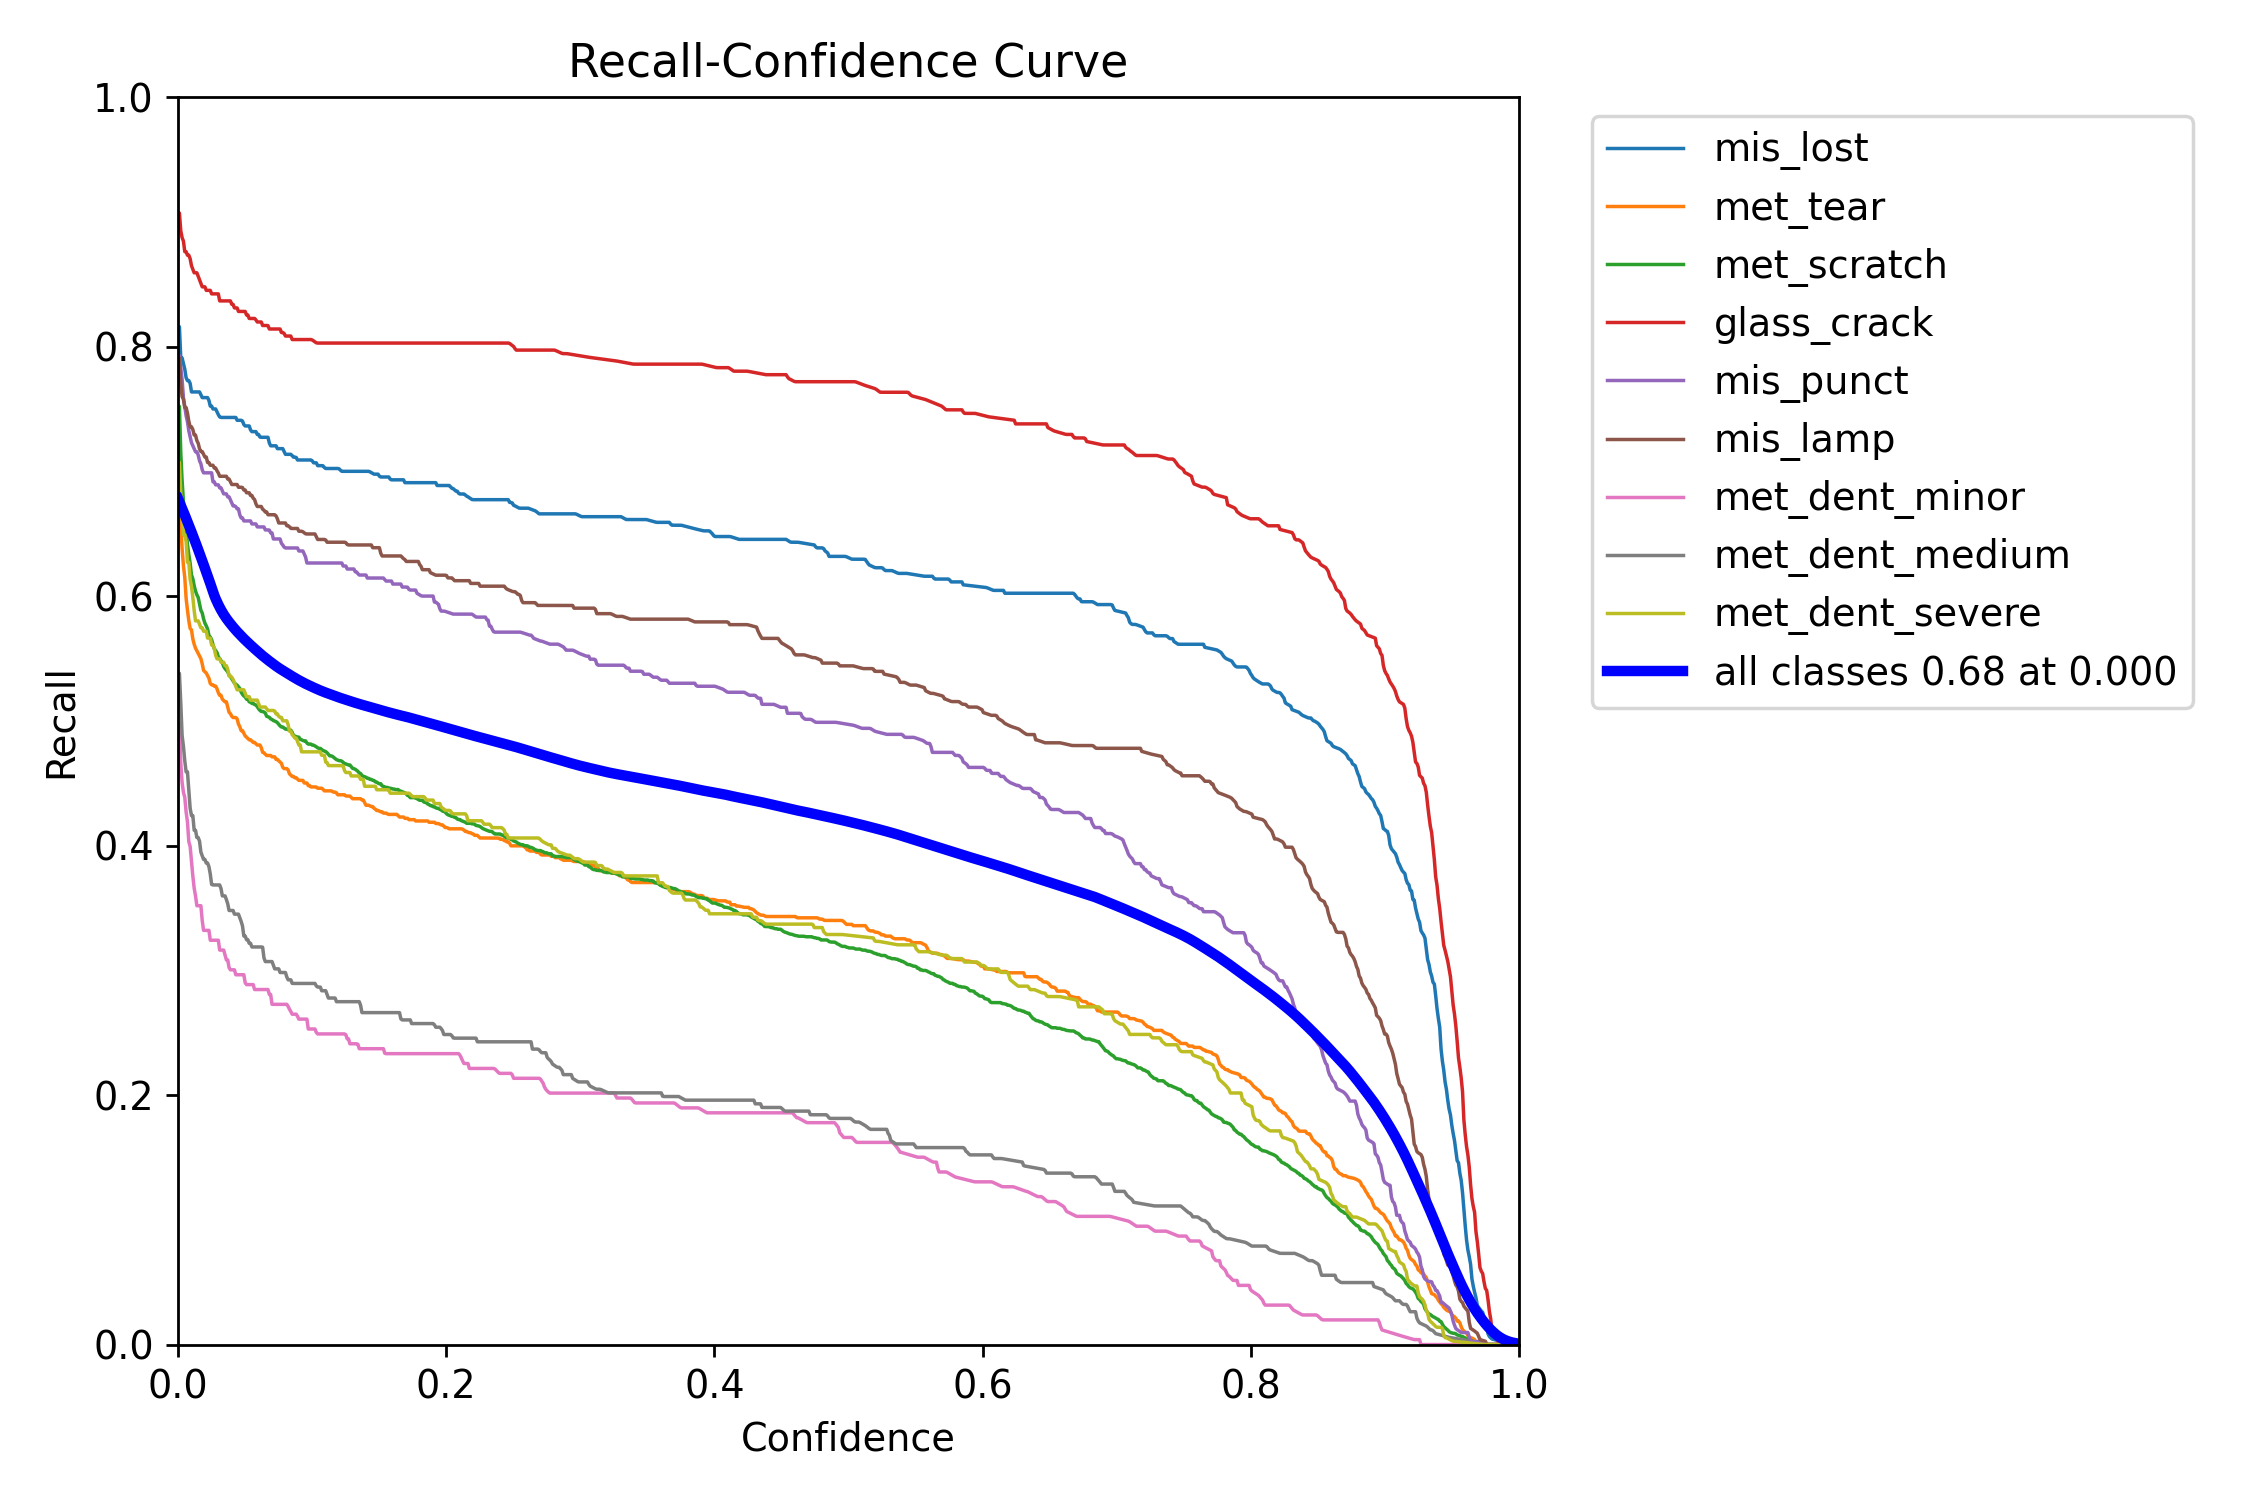 Recall-Confidence Curve
1.0
0.8
0.6
0.4
0.2
0.0
Recall
0.0 0.2 0.4 0.6 0.8 1.0
Confidence
mis_lost
met_tear
met_scratch
glass_crack
mis_punct
mis_lamp
met_dent_minor
met_dent_medium
met_dent_severe
all classes 0.68 at 0.000